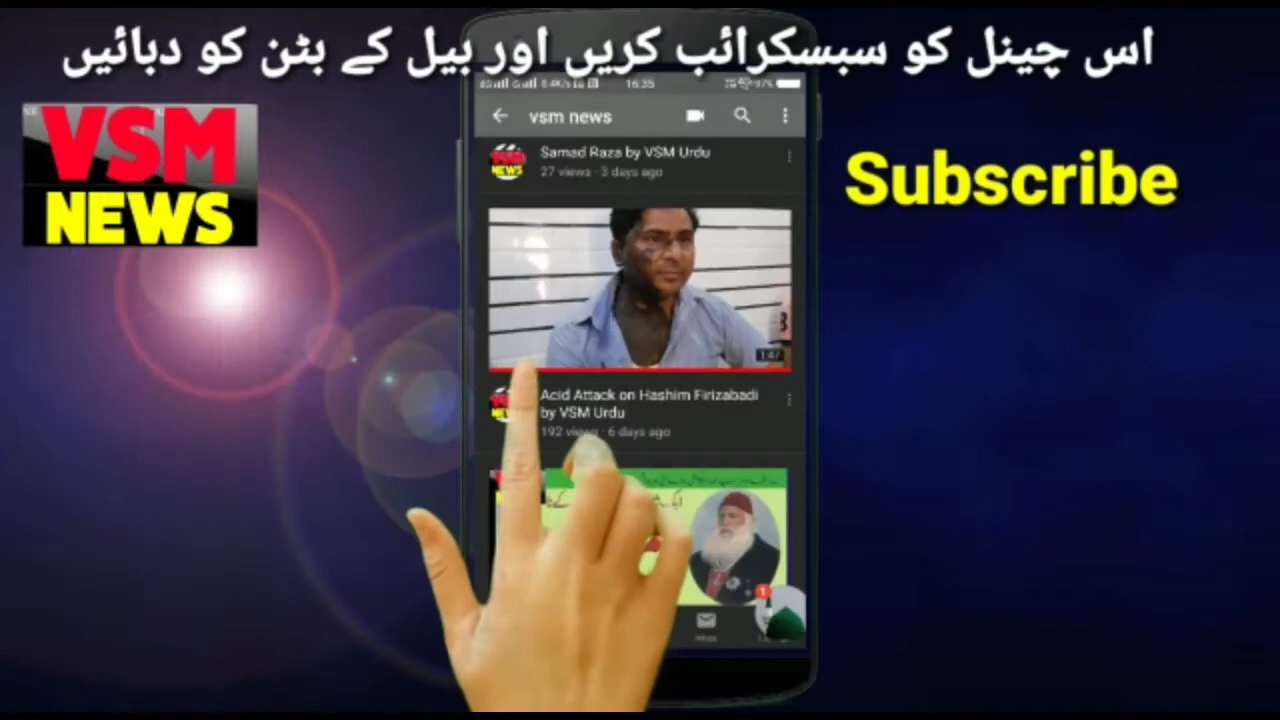 اس چینل کو سبسکرائب کریں اور بیل کے بٹن کو دبائیں
VSM
NEWS
Subscribe
16:35
vsm news
Samad Raza by VSM Urdu
27 views · 3 days ago
1:47
Acid Attack on Hashim Firizabadi
by VSM Urdu
192 views · 6 days ago
1